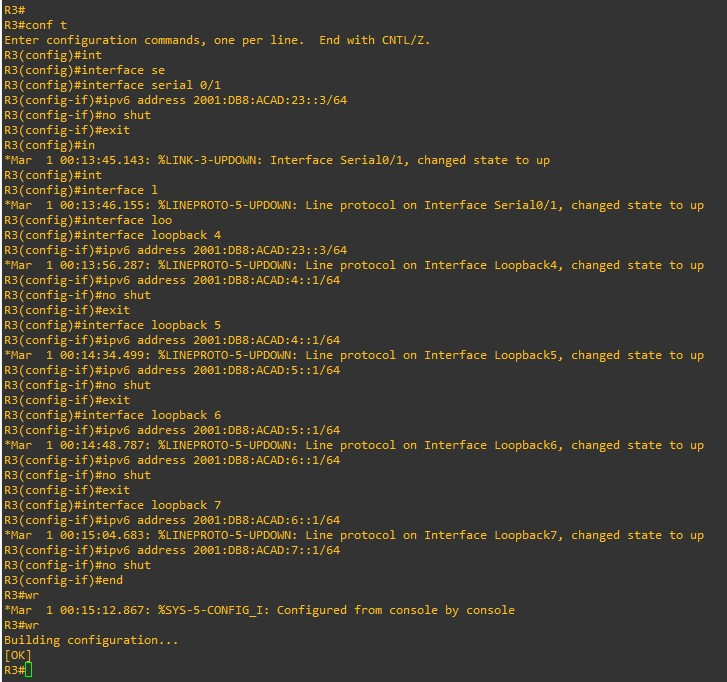 R3#
R3#conf t
Enter configuration commands, one per line.  End with CNTL/Z.
R3(config)#int
R3(config)#interface se
R3(config)#interface serial 0/1
R3(config-if)#ipv6 address 2001:DB8:ACAD:23::3/64
R3(config-if)#no shut
R3(config-if)#exit
R3(config)#in
*Mar  1 00:13:45.143: %LINK-3-UPDOWN: Interface Serial0/1, changed state to up
R3(config)#int
R3(config)#interface l
*Mar  1 00:13:46.155: %LINEPROTO-5-UPDOWN: Line protocol on Interface Serial0/1, changed state to up
R3(config)#interface loo
R3(config)#interface loopback 4
R3(config-if)#ipv6 address 2001:DB8:ACAD:23::3/64
*Mar  1 00:13:56.287: %LINEPROTO-5-UPDOWN: Line protocol on Interface Loopback4, changed state to up
R3(config-if)#ipv6 address 2001:DB8:ACAD:4::1/64
R3(config-if)#no shut
R3(config-if)#exit
R3(config)#interface loopback 5
R3(config-if)#ipv6 address 2001:DB8:ACAD:4::1/64
*Mar  1 00:14:34.499: %LINEPROTO-5-UPDOWN: Line protocol on Interface Loopback5, changed state to up
R3(config-if)#ipv6 address 2001:DB8:ACAD:5::1/64
R3(config-if)#no shut
R3(config-if)#exit
R3(config)#interface loopback 6
R3(config-if)#ipv6 address 2001:DB8:ACAD:5::1/64
*Mar  1 00:14:48.787: %LINEPROTO-5-UPDOWN: Line protocol on Interface Loopback6, changed state to up
R3(config-if)#ipv6 address 2001:DB8:ACAD:6::1/64
R3(config-if)#no shut
R3(config-if)#exit
R3(config)#interface loopback 7
R3(config-if)#ipv6 address 2001:DB8:ACAD:6::1/64
*Mar  1 00:15:04.683: %LINEPROTO-5-UPDOWN: Line protocol on Interface Loopback7, changed state to up
R3(config-if)#ipv6 address 2001:DB8:ACAD:7::1/64
R3(config-if)#no shut
R3(config-if)#end
R3#wr
*Mar  1 00:15:12.867: %SYS-5-CONFIG_I: Configured from console by console
R3#wr
Building configuration...
[OK]
R3#